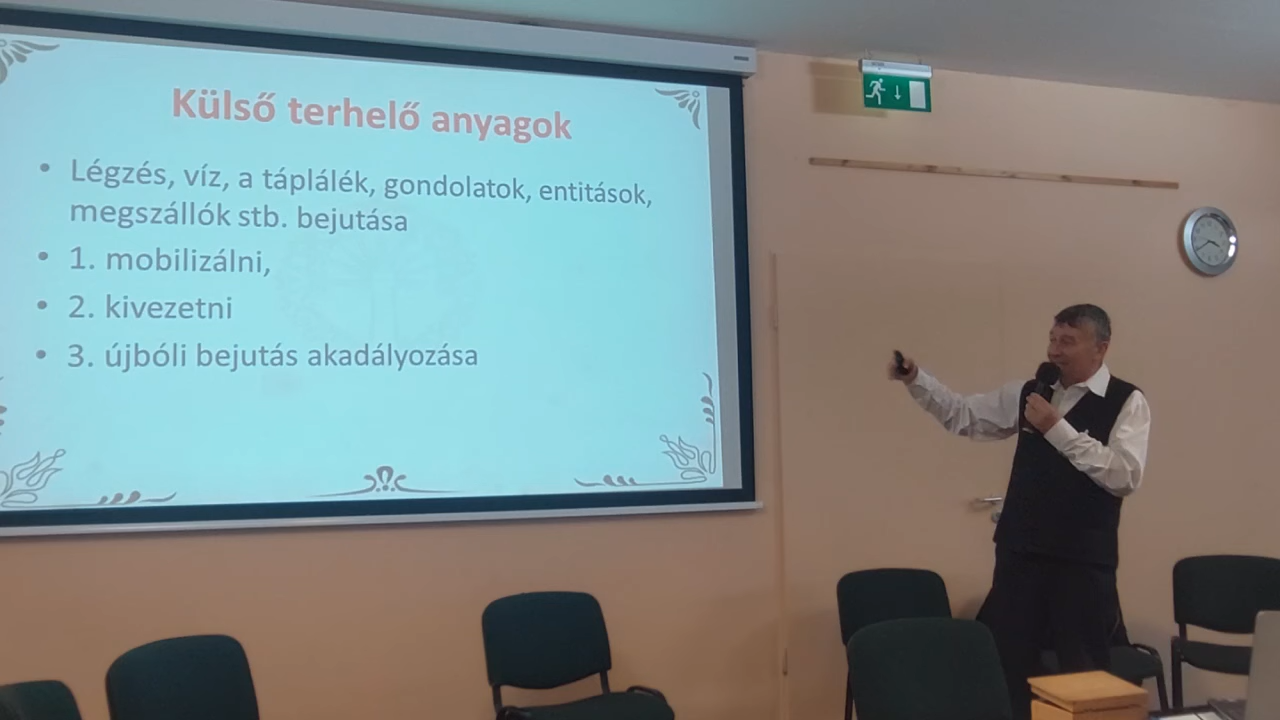 Külső terhelő anyagok
• Légzés, víz, a táplálék, gondolatok, entitások,
megszállók stb. bejutása
• 1. mobilizálni,
• 2. kivezetni
• 3. újbóli bejutás akadályozása